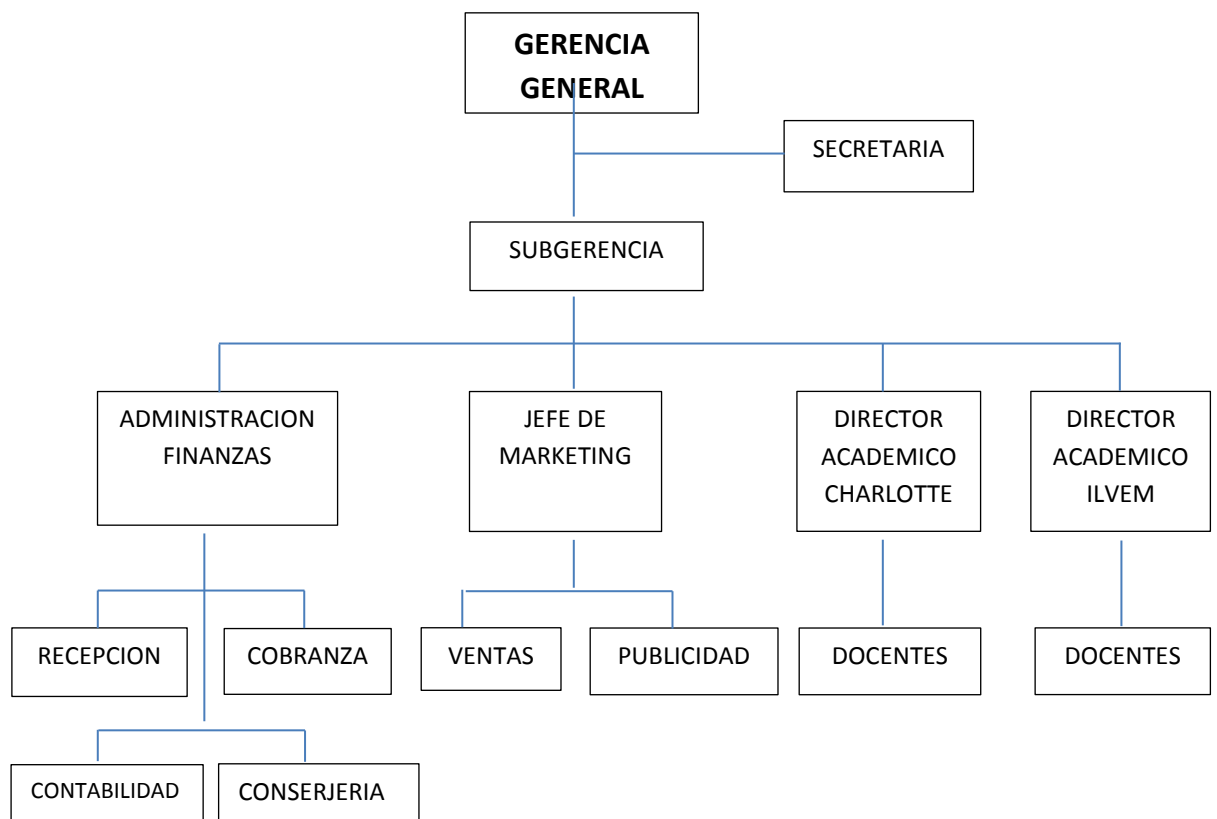 GERENCIA
GENERAL
SECRETARIA
SUBGERENCIA
ADMINISTRACION
FINANZAS
JEFE DE
MARKETING
DIRECTOR
ACADEMICO
CHARLOTTE
DIRECTOR
ACADEMICO
ILVEM
RECEPCION
COBRANZA
VENTAS
PUBLICIDAD
DOCENTES
DOCENTES
CONTABILIDAD
CONSERJERIA